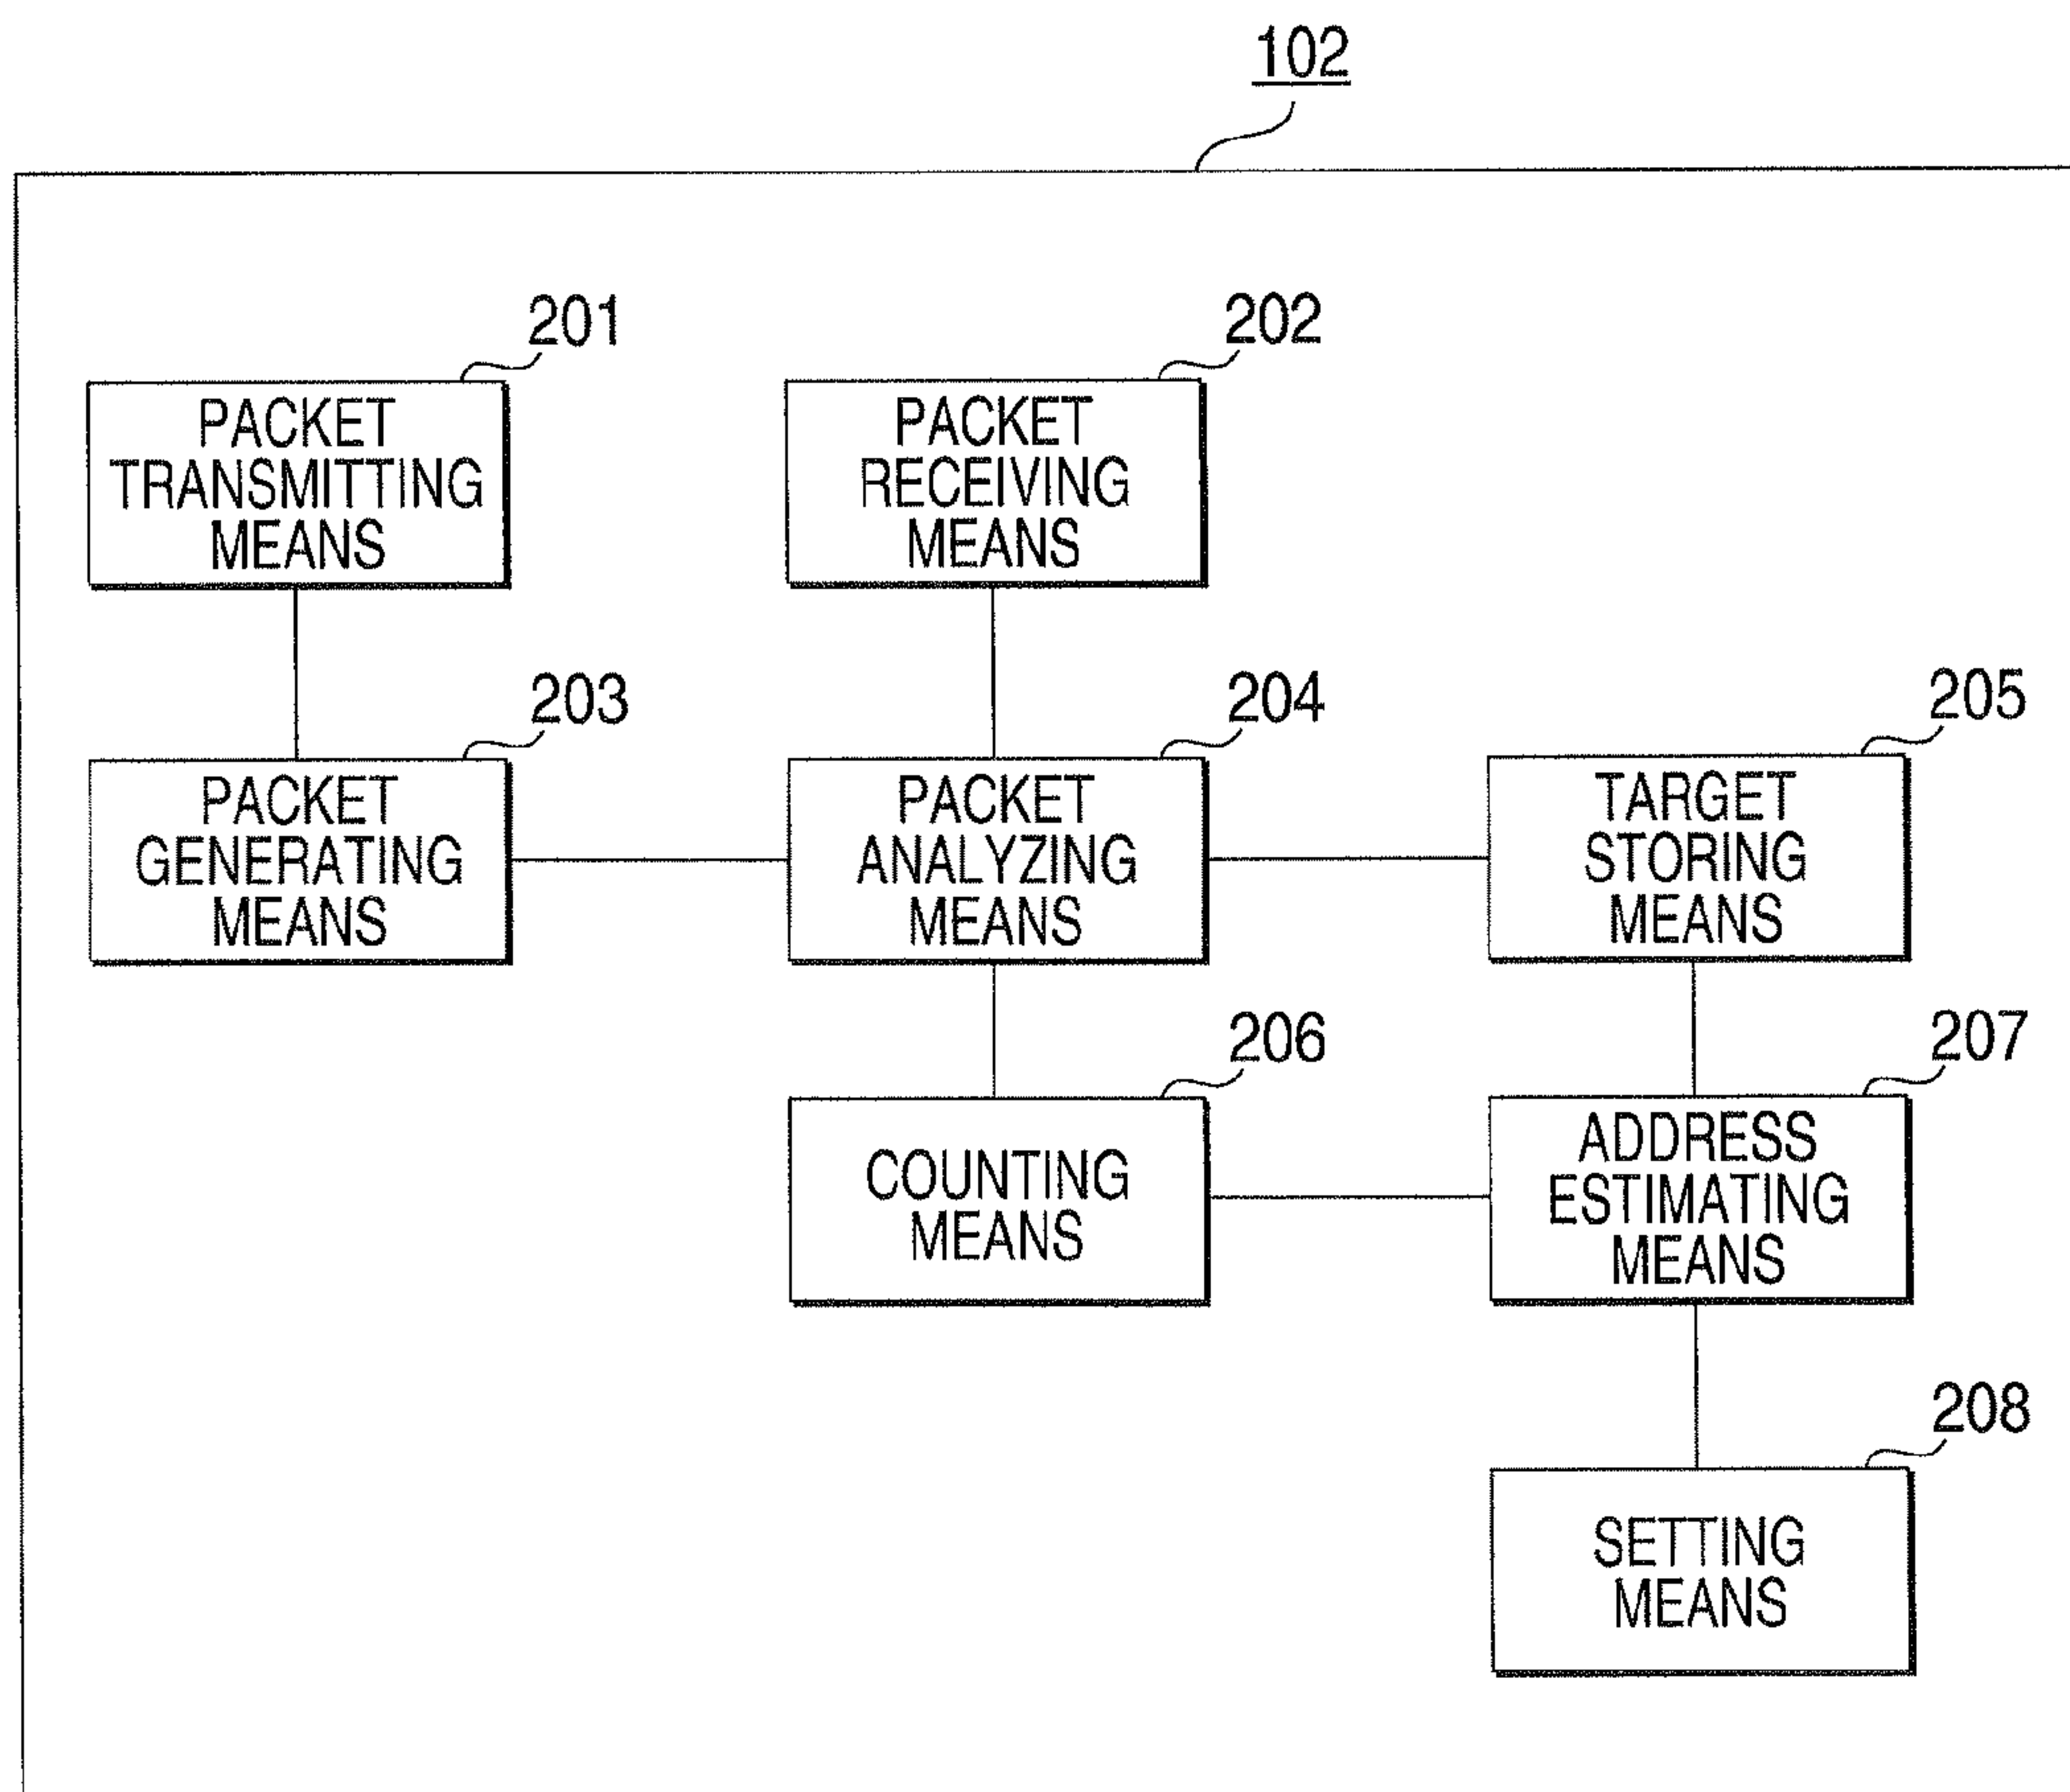 102
201
202
PACKET
TRANSMITTING
MEANS
PACKET
RECEIVING
MEANS
203
204
205
PACKET
GENERATING
MEANS
PACKET
ANALYZING
MEANS
TARGET
STORING
MEANS
206
207
COUNTING
MEANS
ADDRESS
ESTIMATING
MEANS
208
SETTING
MEANS